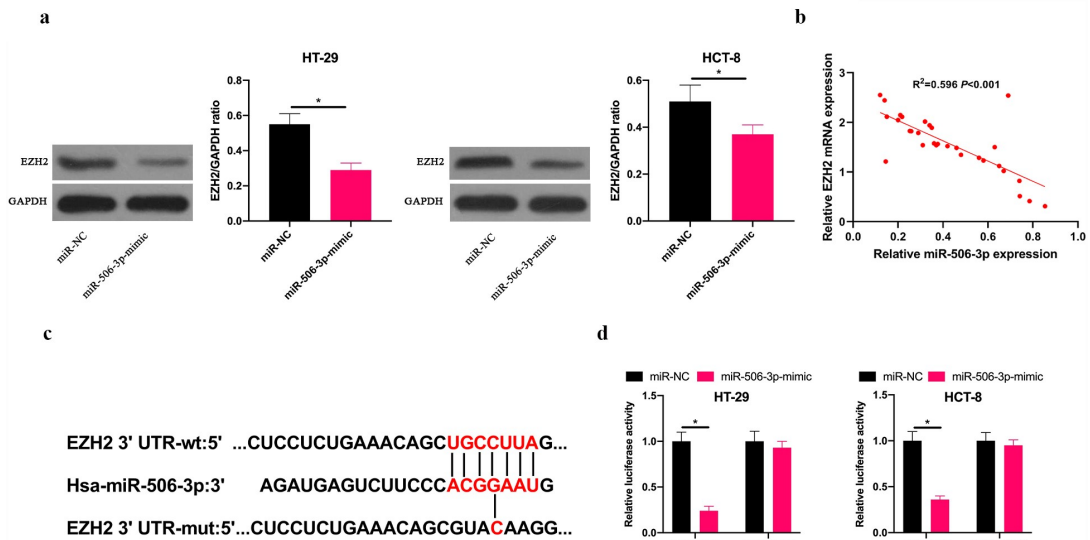 a
HT-29
EZH2
GAPDH
miR-NC
miR-506-3p-mimic
EZH2/GAPDH ratio
0.8
0.6
0.4
0.2
0.0
*
miR-NC
miR-506-3p-mimic
HCT-8
EZH2
GAPDH
miR-NC
miR-506-3p-mimic
EZH2/GAPDH ratio
0.6
0.4
0.2
0.0
*
miR-NC
miR-506-3p-mimic
b
Relative EZH2 mRNA expression
3
2
1
0
R²=0.596 P<0.001
0.0 0.2 0.4 0.6 0.8 1.0
Relative miR-506-3p expression
c
EZH2 3' UTR-wt:5' ...CUCCUCUGAAACAGCUGCCUUAG...
Hsa-miR-506-3p:3' AGAUGAGUCUUCCCACGGAAUG
EZH2 3' UTR-mut:5'...CUCCUCUGAAACAGCGUACAAGG...
d
miR-NC miR-506-3p-mimic
HT-29
Relative luciferase activity
1.5
1.0
0.5
0.0
*
miR-NC miR-506-3p-mimic
HCT-8
Relative luciferase activity
1.5
1.0
0.5
0.0
*